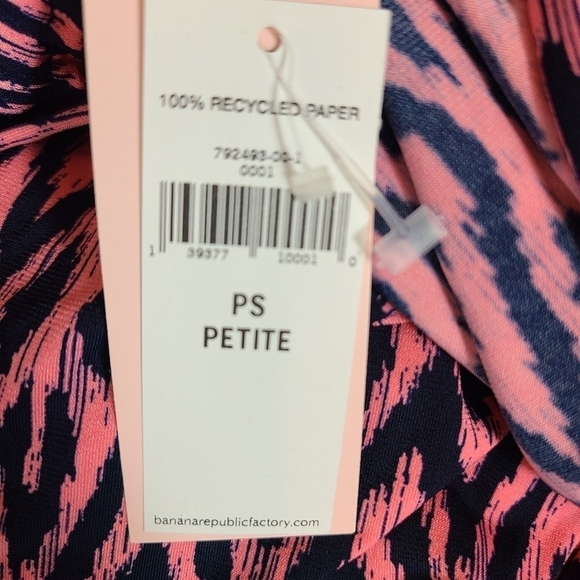 100% RECYCLED PAPER
792493-00-1
0001
1 39377 10001 0
PS
PETITE
bananarepublicfactory.com